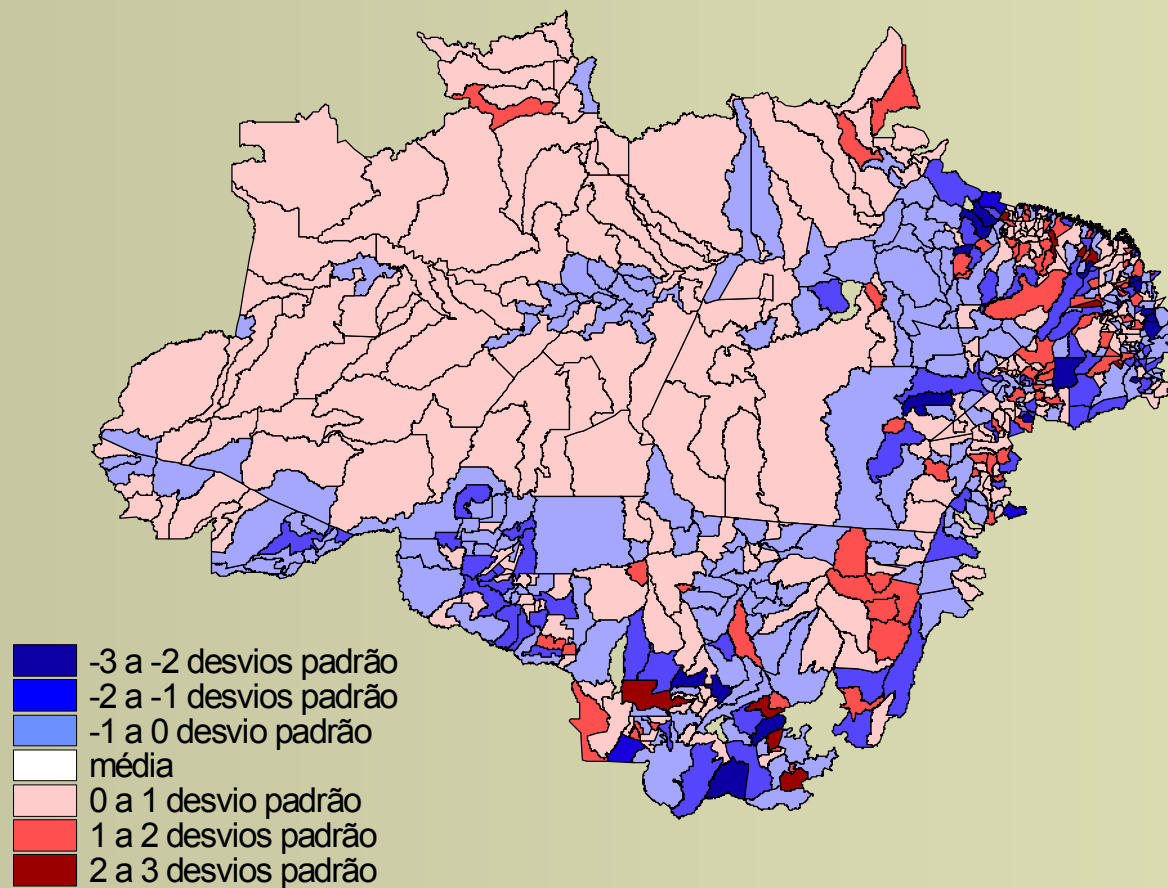 -3 a -2 desvios padrão
-2 a -1 desvios padrão
-1 a 0 desvio padrão
média
0 a 1 desvio padrão
1 a 2 desvios padrão
2 a 3 desvios padrão